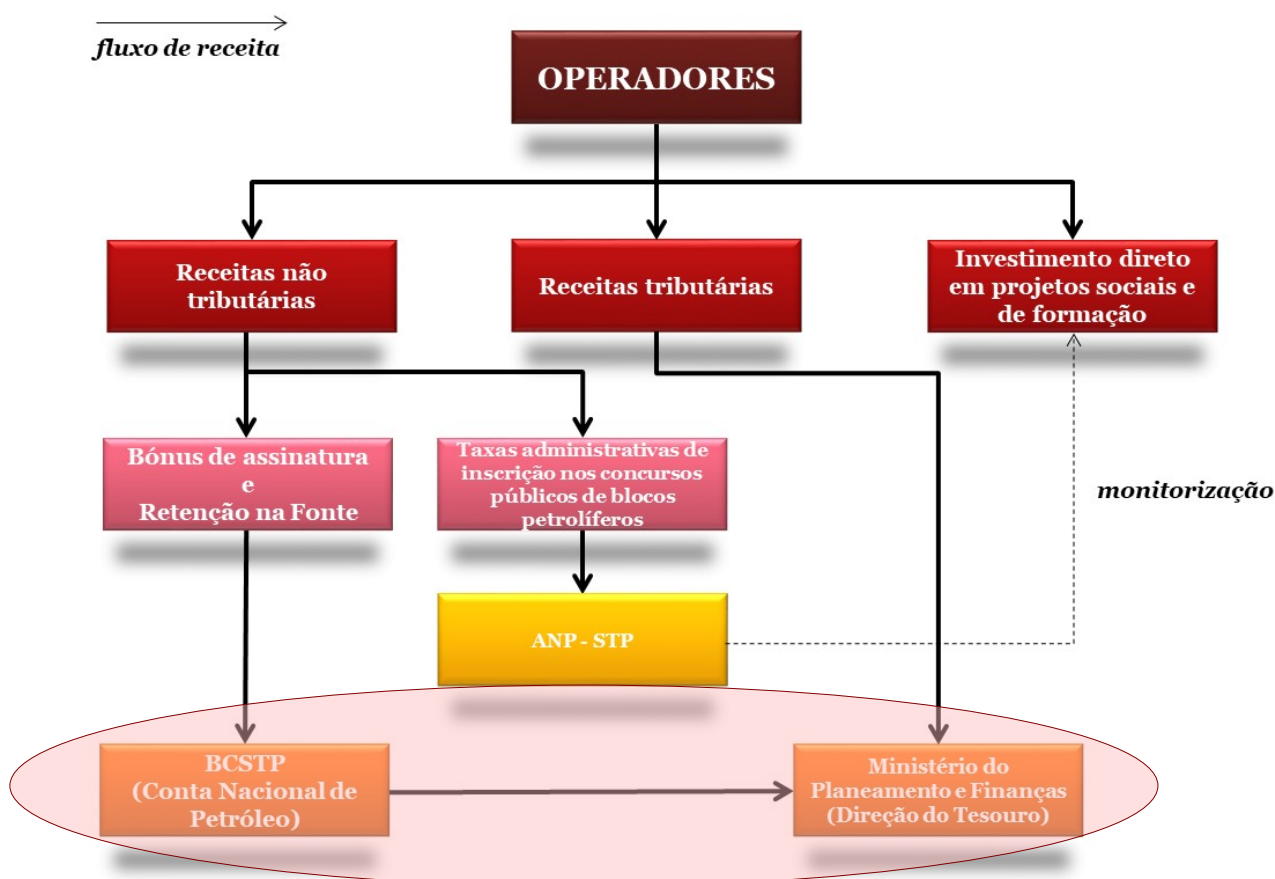 fluxo de receita
OPERADORES
Receitas não
tributárias
Receitas tributárias
Investimento direto
em projetos sociais e
de formação
Bónus de assinatura
e
Retenção na Fonte
Taxas administrativas de
inscrição nos concursos
públicos de blocos
petrolíferos
monitorização
ANP - STP
BCSTP
(Conta Nacional de
Petróleo)
Ministério do
Planeamento e Finanças
(Direção do Tesouro)